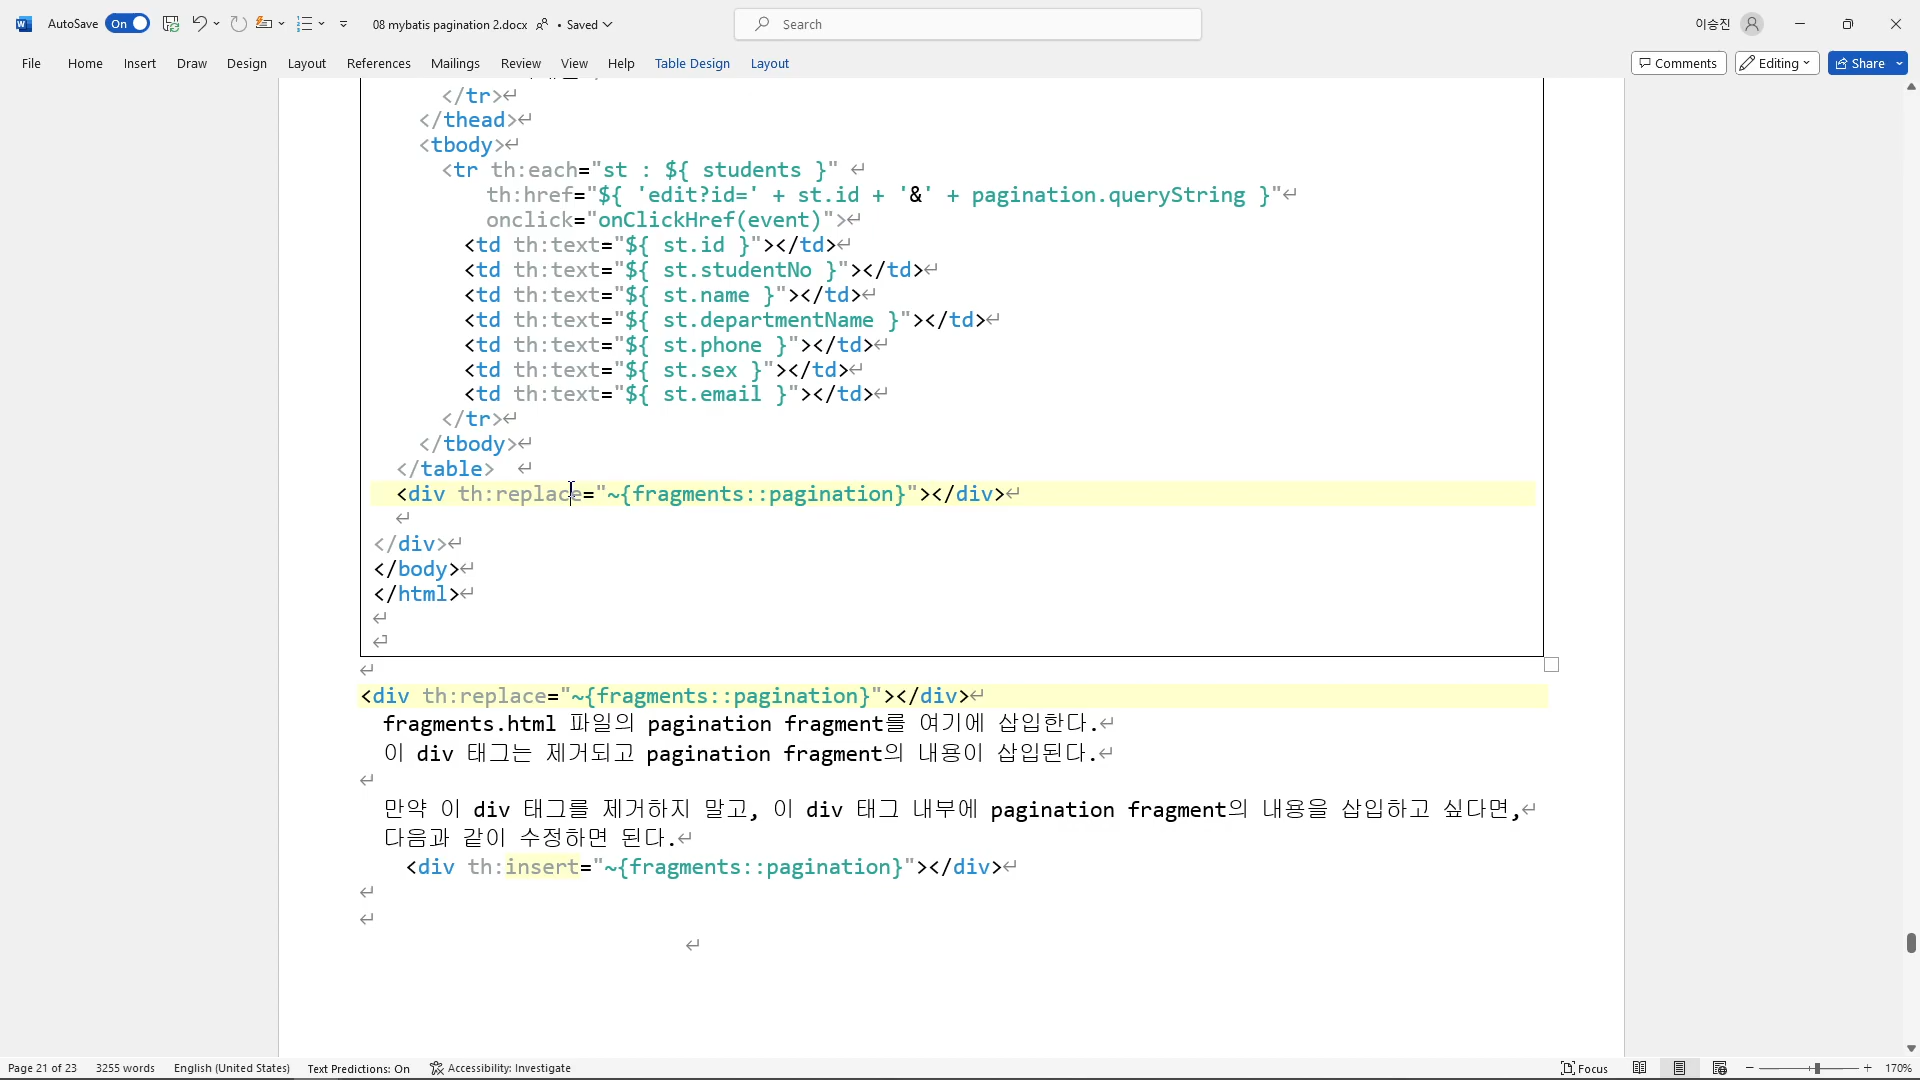 AutoSave On 08 mybatis pagination 2.docx • Saved Search 이승진
File Home Insert Draw Design Layout References Mailings Review View Help Table Design Layout Comments Editing Share
</tr>↵
</thead>↵
<tbody>↵
<tr th:each="st : ${ students }" ↵
th:href="${ 'edit?id=' + st.id + '&' + pagination.queryString }"↵
onclick="onClickHref(event)">↵
<td th:text="${ st.id }"></td>↵
<td th:text="${ st.studentNo }"></td>↵
<td th:text="${ st.name }"></td>↵
<td th:text="${ st.departmentName }"></td>↵
<td th:text="${ st.phone }"></td>↵
<td th:text="${ st.sex }"></td>↵
<td th:text="${ st.email }"></td>↵
</tr>↵
</tbody>↵
</table> ↵
<div th:replace="~{fragments::pagination}"></div>↵
↵
</div>↵
</body>↵
</html>↵
↵
↵
↵
<div th:replace="~{fragments::pagination}"></div>↵
fragments.html 파일의 pagination fragment를 여기에 삽입한다.↵
이 div 태그는 제거되고 pagination fragment의 내용이 삽입된다.↵
↵
만약 이 div 태그를 제거하지 말고, 이 div 태그 내부에 pagination fragment의 내용을 삽입하고 싶다면,↵
다음과 같이 수정하면 된다.↵
<div th:insert="~{fragments::pagination}"></div>↵
↵
↵
↵
Page 21 of 23 3255 words English (United States) Text Predictions: On Accessibility: Investigate Focus 170%